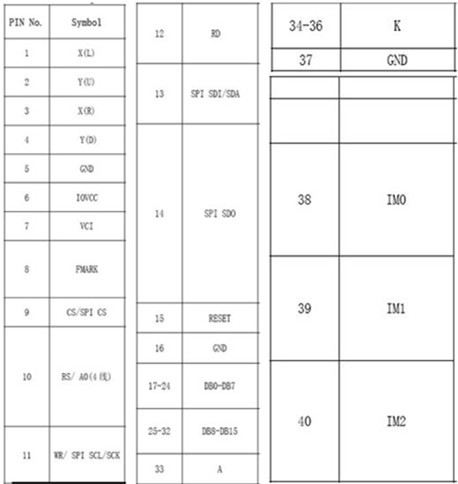 PIN No. Symbol
1 X(L)
2 Y(U)
3 X(R)
4 Y(D)
5 GND
6 IOVCC
7 VCI
8 FMARK
9 CS/SPI CS
10 RS/ A0(4线)
11 WR/ SPI SCL/SCK
12 RD
13 SPI SDI/SDA
14 SPI SDO
15 RESET
16 GND
17-24 DB0-DB7
25-32 DB8-DB15
33 A
34-36 K
37 GND
38 IM0
39 IM1
40 IM2